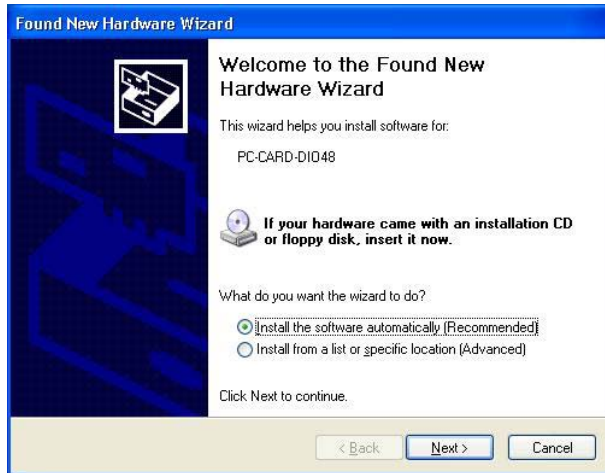 Found New Hardware Wizard
Welcome to the Found New
Hardware Wizard
This wizard helps you install software for:
PC-CARD-DIO48
If your hardware came with an installation CD
or floppy disk, insert it now.
What do you want the wizard to do?
Install the software automatically (Recommended)
Install from a list or specific location (Advanced)
Click Next to continue.
< Back
Next >
Cancel